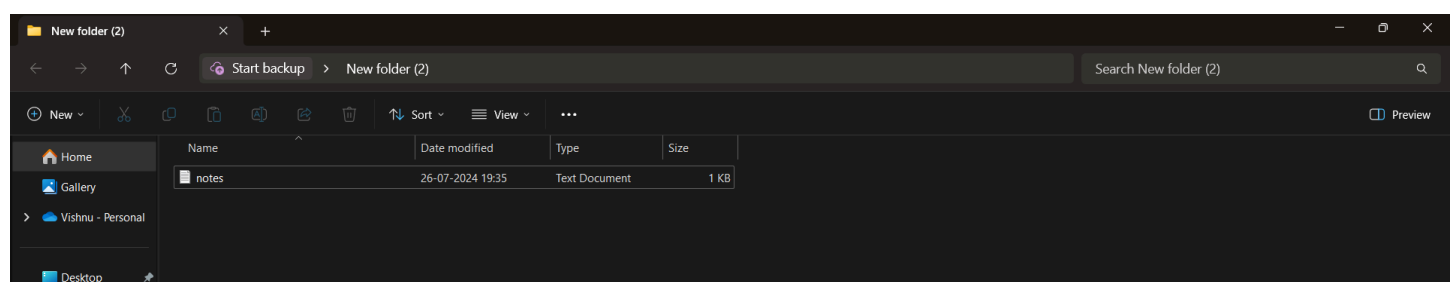 New folder (2)
Start backup > New folder (2)
Search New folder (2)
New
Sort
View
Preview
Name Date modified Type Size
notes 26-07-2024 19:35 Text Document 1 KB
Home
Gallery
Vishnu - Personal
Desktop